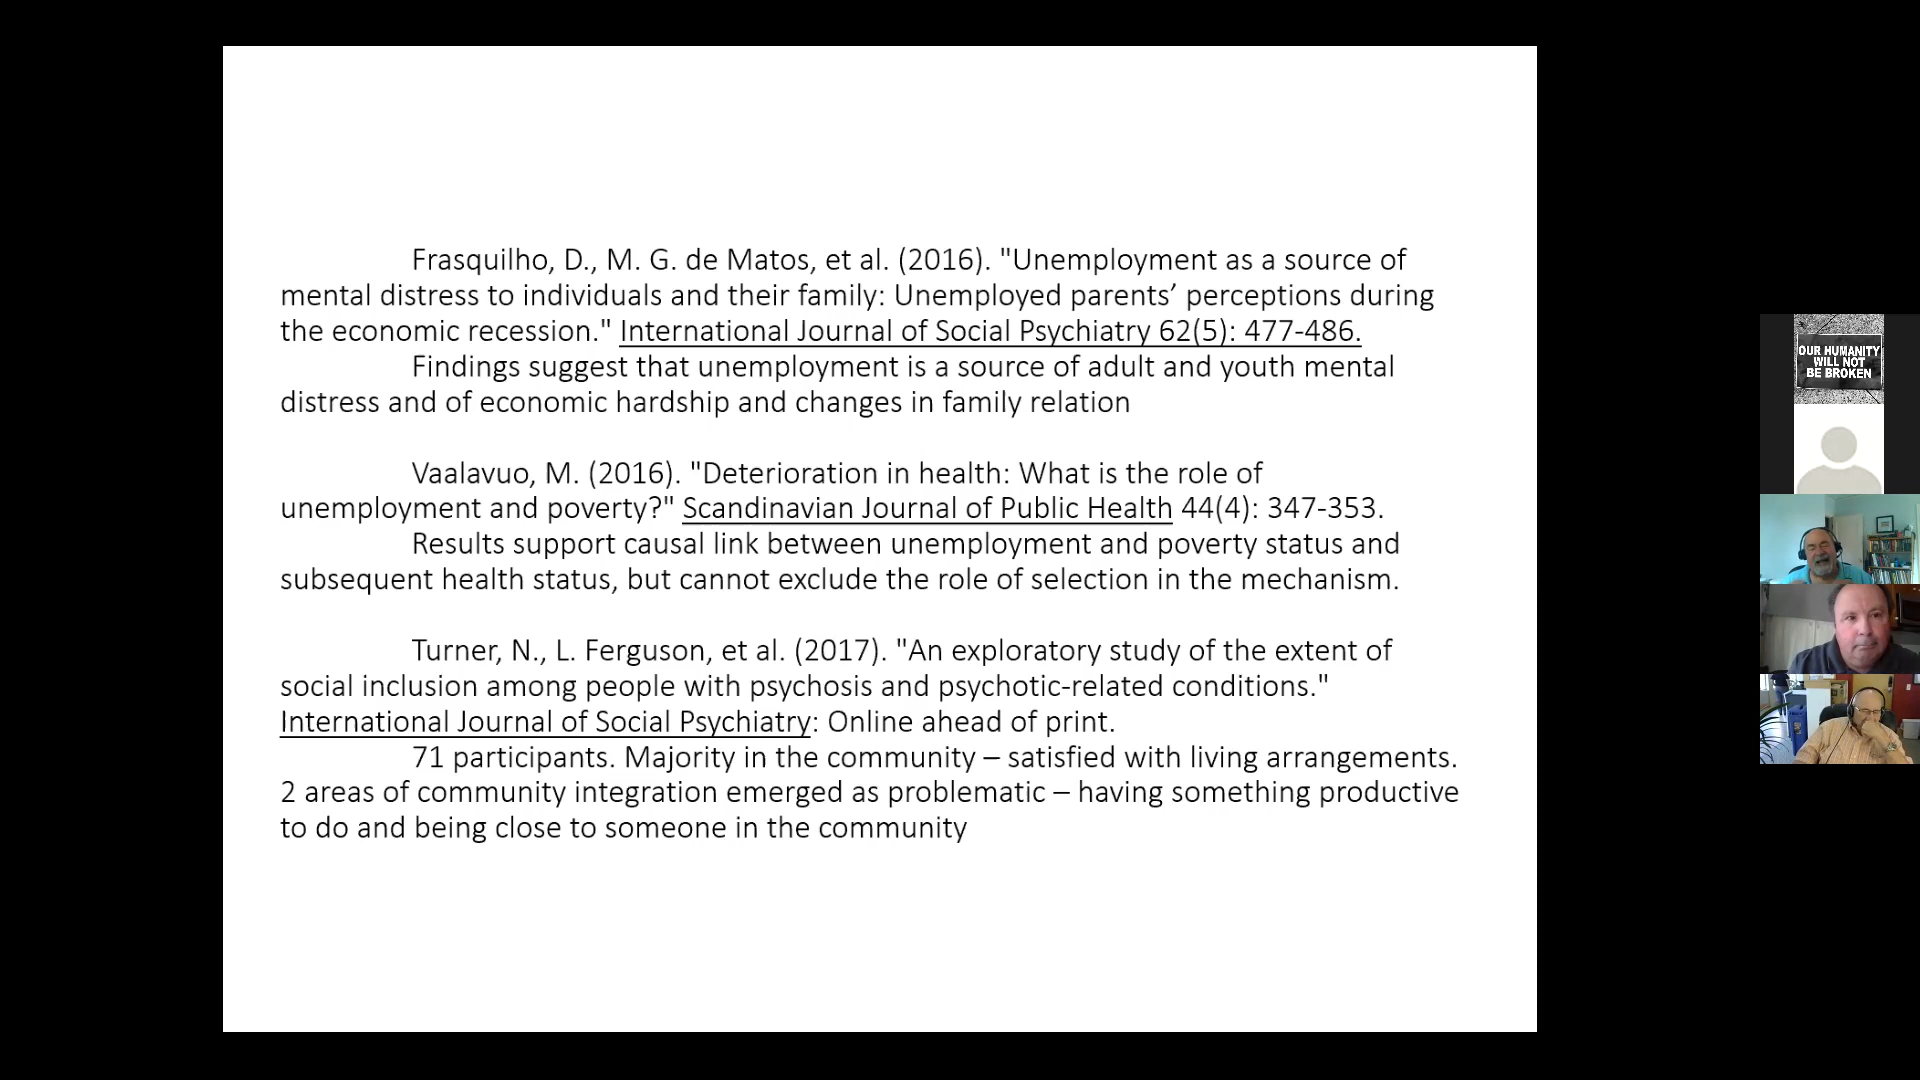 Frasquilho, D., M. G. de Matos, et al. (2016). "Unemployment as a source of
mental distress to individuals and their family: Unemployed parents’ perceptions during
the economic recession." International Journal of Social Psychiatry 62(5): 477-486.
Findings suggest that unemployment is a source of adult and youth mental
distress and of economic hardship and changes in family relation
Vaalavuo, M. (2016). "Deterioration in health: What is the role of
unemployment and poverty?" Scandinavian Journal of Public Health 44(4): 347-353.
Results support causal link between unemployment and poverty status and
subsequent health status, but cannot exclude the role of selection in the mechanism.
Turner, N., L. Ferguson, et al. (2017). "An exploratory study of the extent of
social inclusion among people with psychosis and psychotic-related conditions."
International Journal of Social Psychiatry: Online ahead of print.
71 participants. Majority in the community – satisfied with living arrangements.
2 areas of community integration emerged as problematic – having something productive
to do and being close to someone in the community
OUR HUMANITY
WILL NOT
BE BROKEN